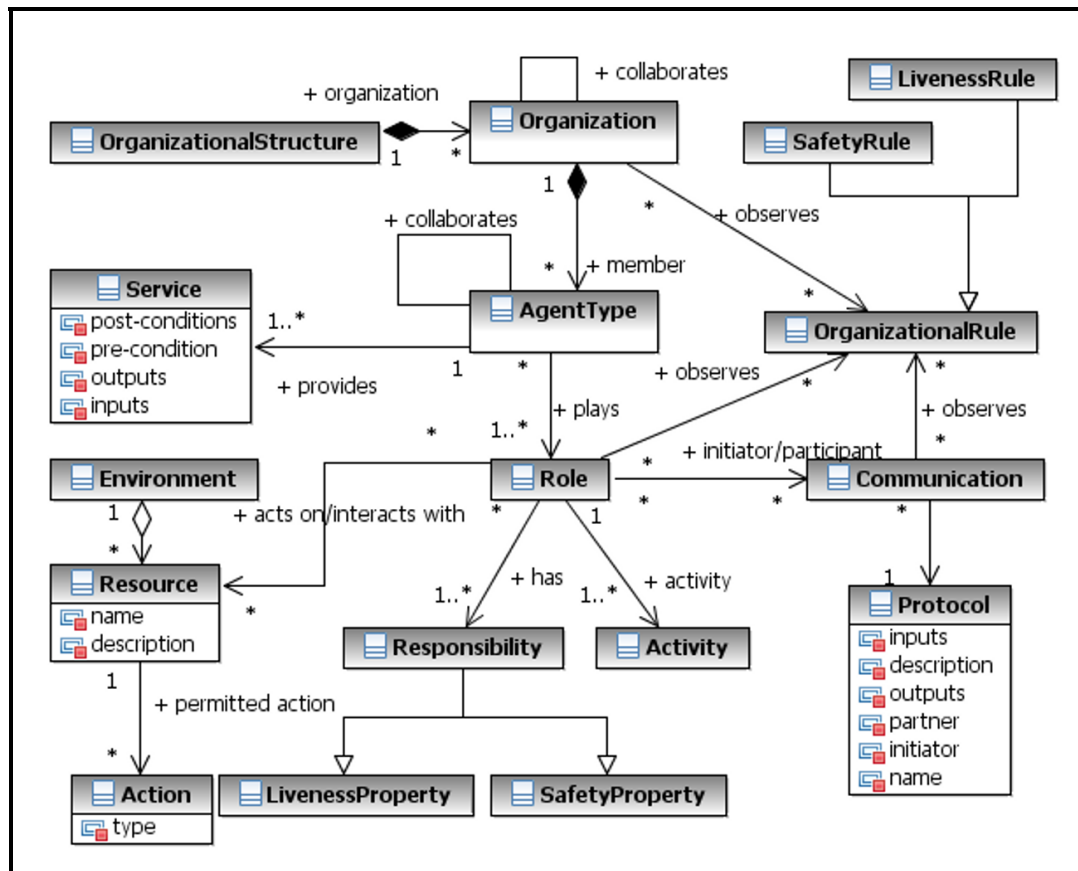 + collaborates
LivenessRule
+ organization
Organization
OrganizationalStructure
SafetyRule
1
*
1
+ collaborates
*
+ observes
*
+ member
*
Service
post-conditions
pre-condition
outputs
inputs
AgentType
OrganizationalRule
1..*
1
*
+ observes
*
*
+ provides
+ plays
+ observes
*
1..*
*
+ initiator/participant
*
Environment
Role
Communication
1
+ acts on/interacts with
*
1
*
*
*
*
Resource
name
description
*
+ has
1..*
+ activity
1..*
1
Protocol
inputs
description
outputs
partner
initiator
name
Responsibility
Activity
1
+ permitted action
*
Action
type
LivenessProperty
SafetyProperty